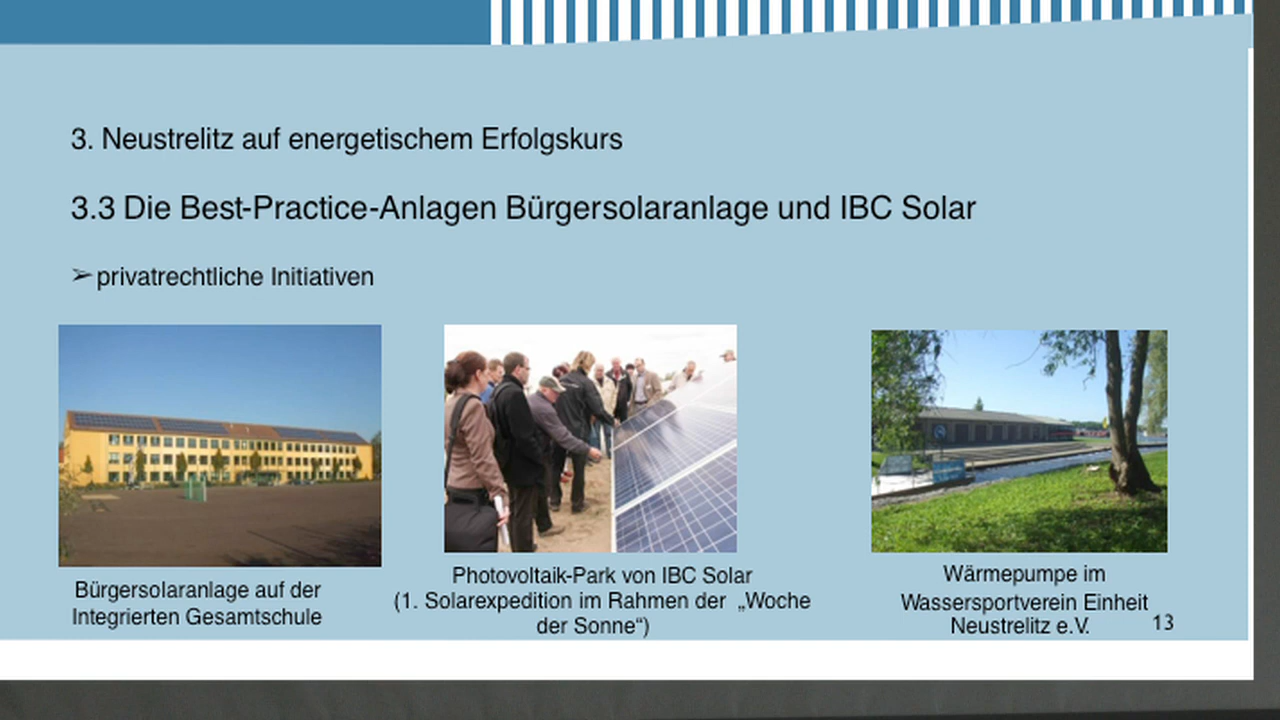 3. Neustrelitz auf energetischem Erfolgskurs
3.3 Die Best-Practice-Anlagen Bürgersolaranlage und IBC Solar
➢privatrechtliche Initiativen
Bürgersolaranlage auf der
Integrierten Gesamtschule
Photovoltaik-Park von IBC Solar
(1. Solarexpedition im Rahmen der „Woche
der Sonne“)
Wärmepumpe im
Wassersportverein Einheit
Neustrelitz e.V.
13